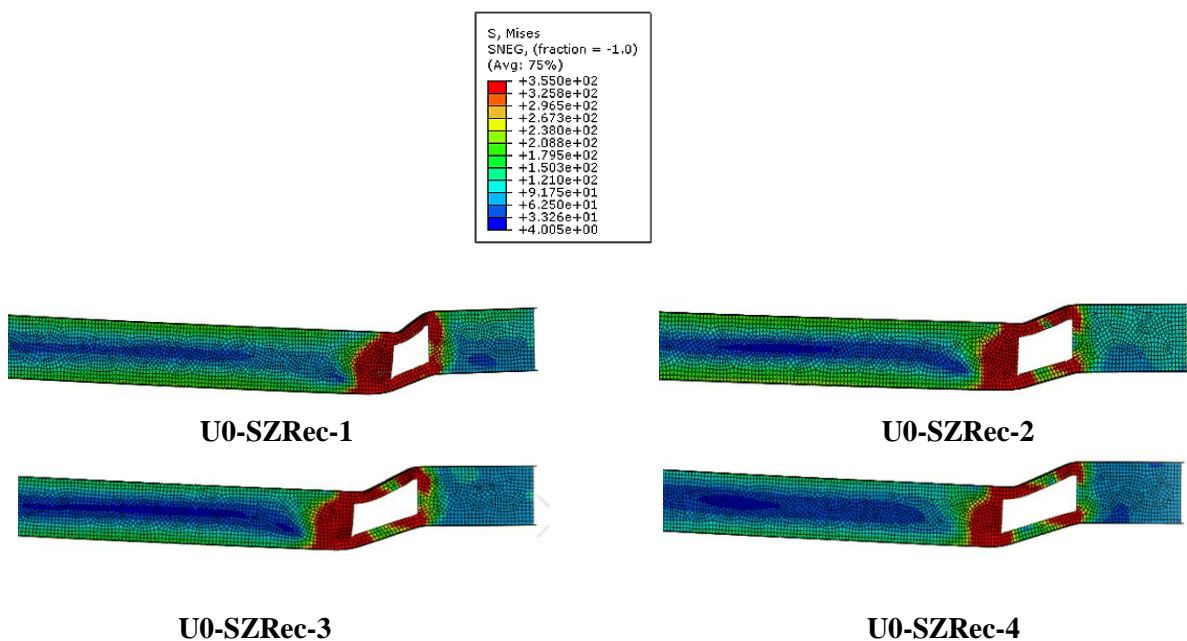 S, Mises
SNEG, (fraction = -1.0)
(Avg: 75%)
+3.550e+02
+3.258e+02
+2.965e+02
+2.673e+02
+2.380e+02
+2.088e+02
+1.795e+02
+1.503e+02
+1.210e+02
+9.175e+01
+6.250e+01
+3.326e+01
+4.005e+00
U0-SZRec-1
U0-SZRec-2
U0-SZRec-3
U0-SZRec-4